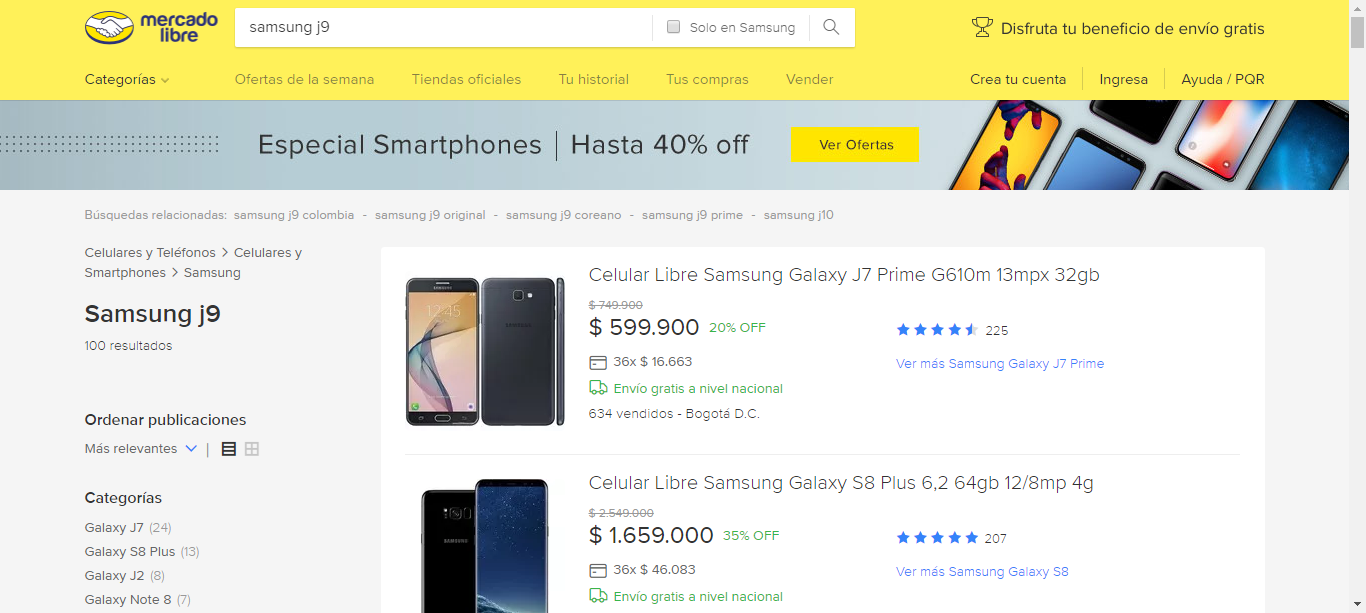 mercado
libre
samsung j9
Solo en Samsung
Disfruta tu beneficio de envío gratis
Categorías
Ofertas de la semana
Tiendas oficiales
Tu historial
Tus compras
Vender
Crea tu cuenta
Ingresa
Ayuda / PQR
Especial Smartphones | Hasta 40% off
Ver Ofertas
Búsquedas relacionadas: samsung j9 colombia - samsung j9 original - samsung j9 coreano - samsung j9 prime - samsung j10
Celulares y Teléfonos > Celulares y
Smartphones > Samsung
Samsung j9
100 resultados
Ordenar publicaciones
Más relevantes
Categorías
Galaxy J7 (24)
Galaxy S8 Plus (13)
Galaxy J2 (8)
Galaxy Note 8 (7)
12:45
SAMSUNG
Celular Libre Samsung Galaxy J7 Prime G610m 13mpx 32gb
$ 749.900
$ 599.900 20% OFF
225
36x $ 16.663
Ver más Samsung Galaxy J7 Prime
Envío gratis a nivel nacional
634 vendidos - Bogotá D.C.
SAMSUNG
Celular Libre Samsung Galaxy S8 Plus 6,2 64gb 12/8mp 4g
$ 2.549.000
$ 1.659.000 35% OFF
207
36x $ 46.083
Ver más Samsung Galaxy S8
Envío gratis a nivel nacional